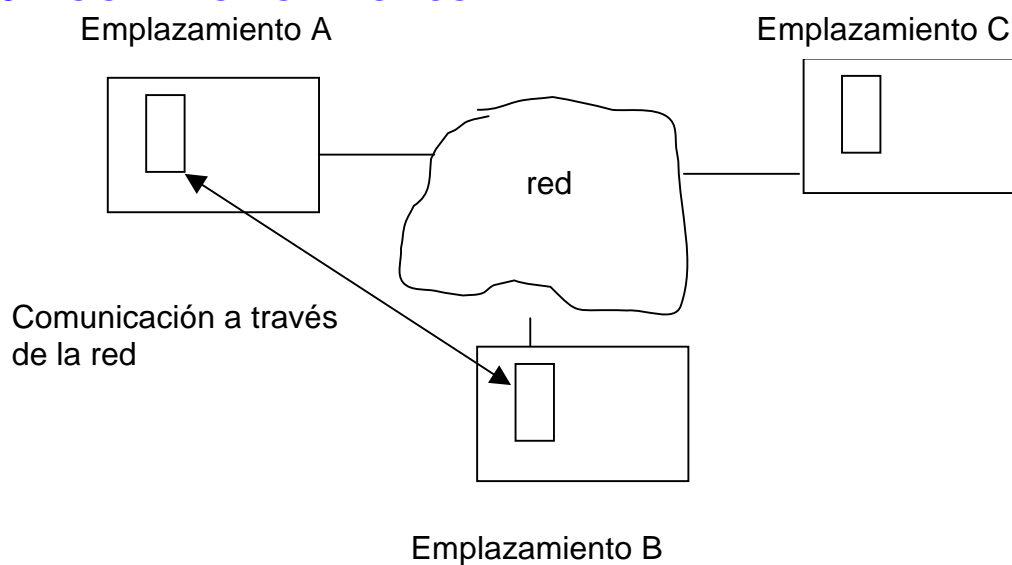 Emplazamiento A
Emplazamiento C
red
Comunicación a través
de la red
Emplazamiento B